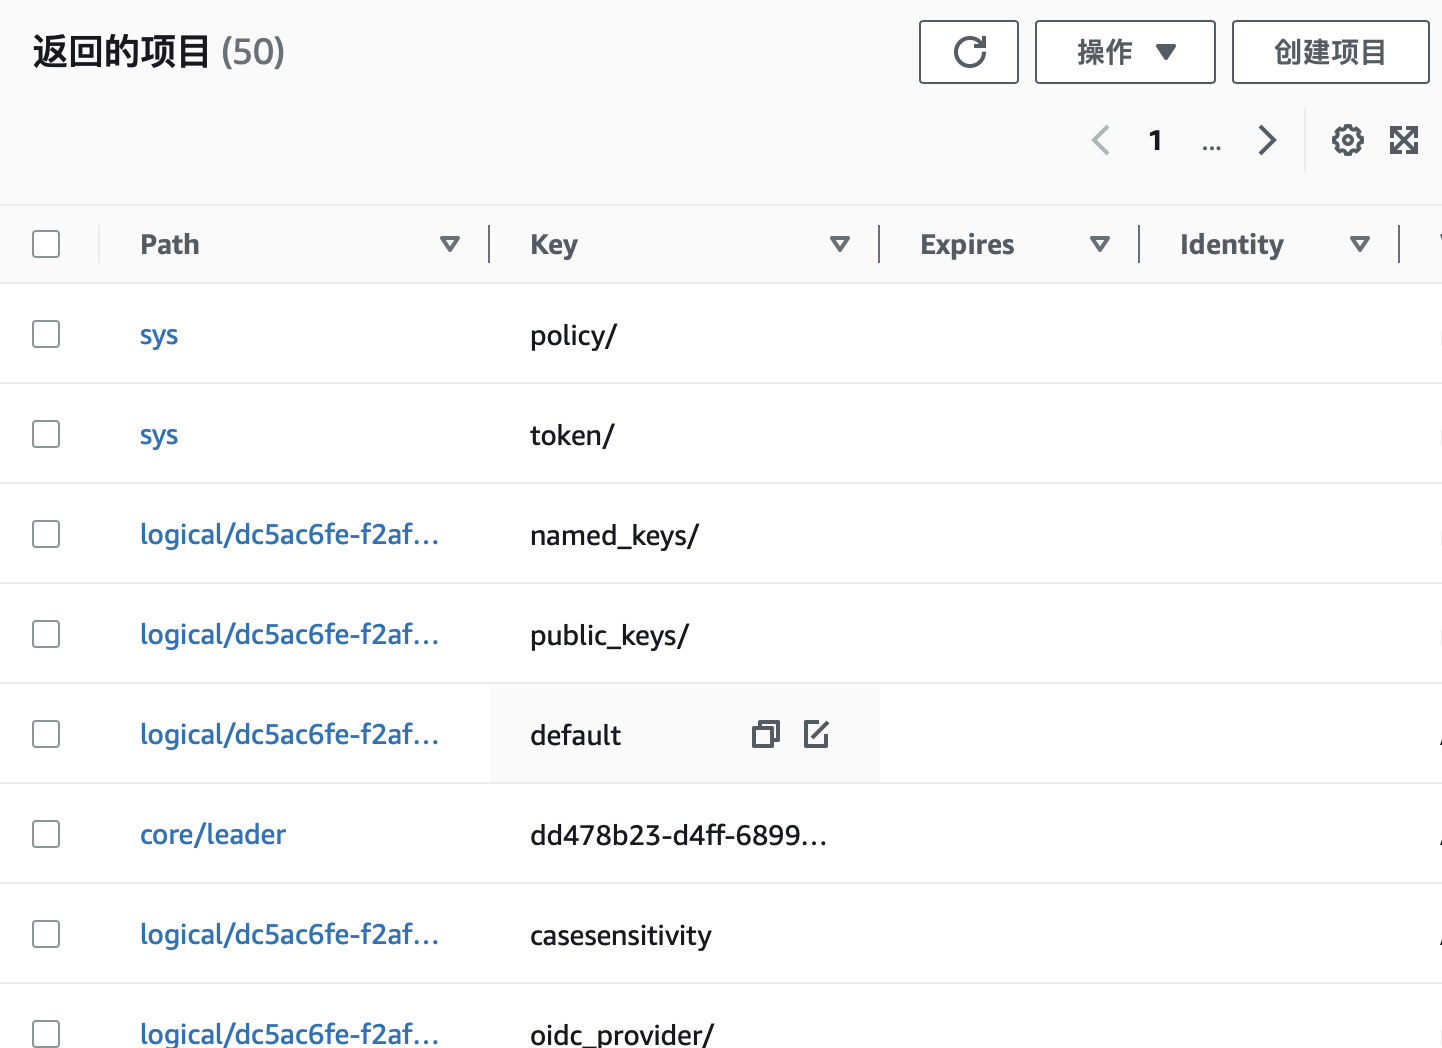 返回的项目 (50)
操作
创建项目
1
...
Path Key Expires Identity
sys policy/
sys token/
logical/dc5ac6fe-f2af... named_keys/
logical/dc5ac6fe-f2af... public_keys/
logical/dc5ac6fe-f2af... default
core/leader dd478b23-d4ff-6899...
logical/dc5ac6fe-f2af... casesensitivity
logical/dc5ac6fe-f2af... oidc_provider/